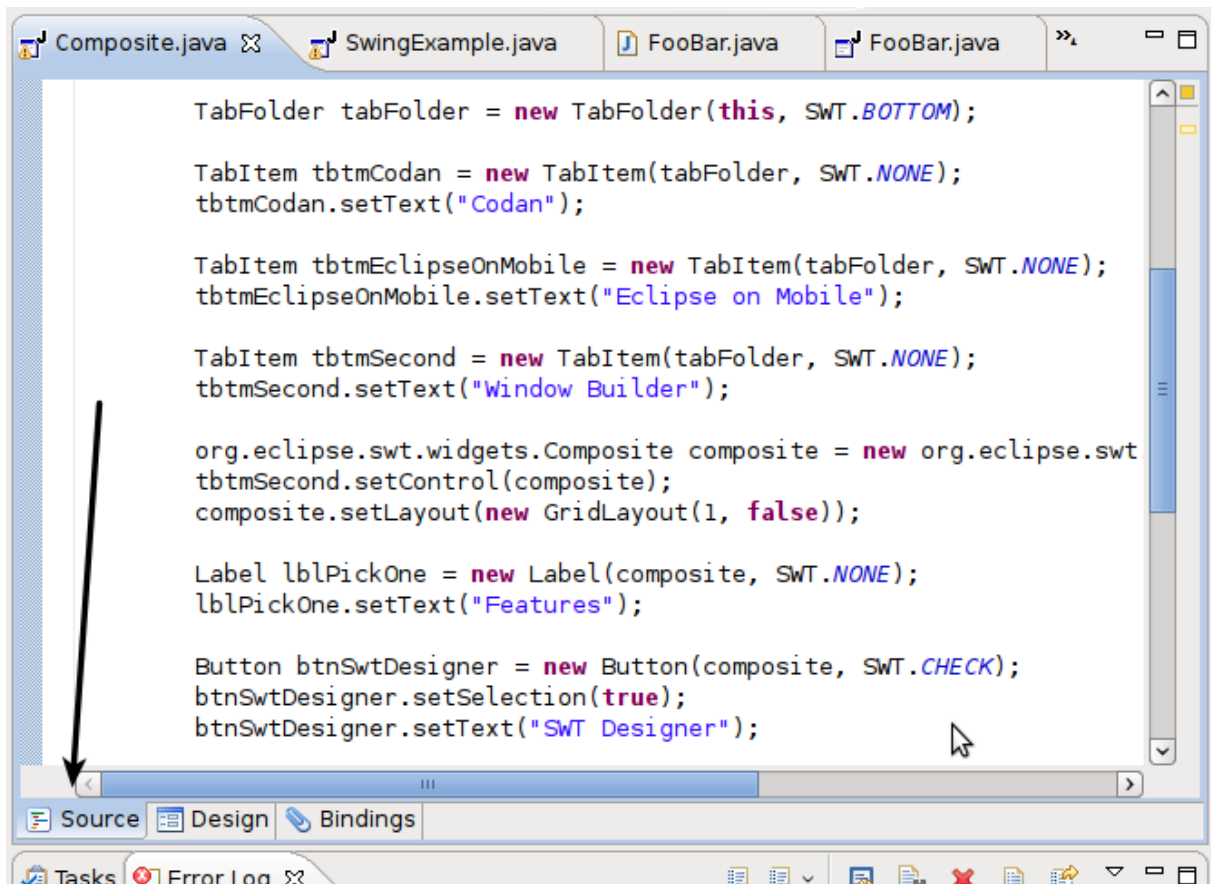 Composite.java SwingExample.java FooBar.java FooBar.java
TabFolder tabFolder = new TabFolder(this, SWT.BOTTOM);
TabItem tbtmCodan = new TabItem(tabFolder, SWT.NONE);
tbtmCodan.setText("Codan");
TabItem tbtmEclipseOnMobile = new TabItem(tabFolder, SWT.NONE);
tbtmEclipseOnMobile.setText("Eclipse on Mobile");
TabItem tbtmSecond = new TabItem(tabFolder, SWT.NONE);
tbtmSecond.setText("Window Builder");
org.eclipse.swt.widgets.Composite composite = new org.eclipse.swt
tbtmSecond.setControl(composite);
composite.setLayout(new GridLayout(1, false));
Label lblPickOne = new Label(composite, SWT.NONE);
lblPickOne.setText("Features");
Button btnSwtDesigner = new Button(composite, SWT.CHECK);
btnSwtDesigner.setSelection(true);
btnSwtDesigner.setText("SWT Designer");
Source Design Bindings
Tasks Error Log